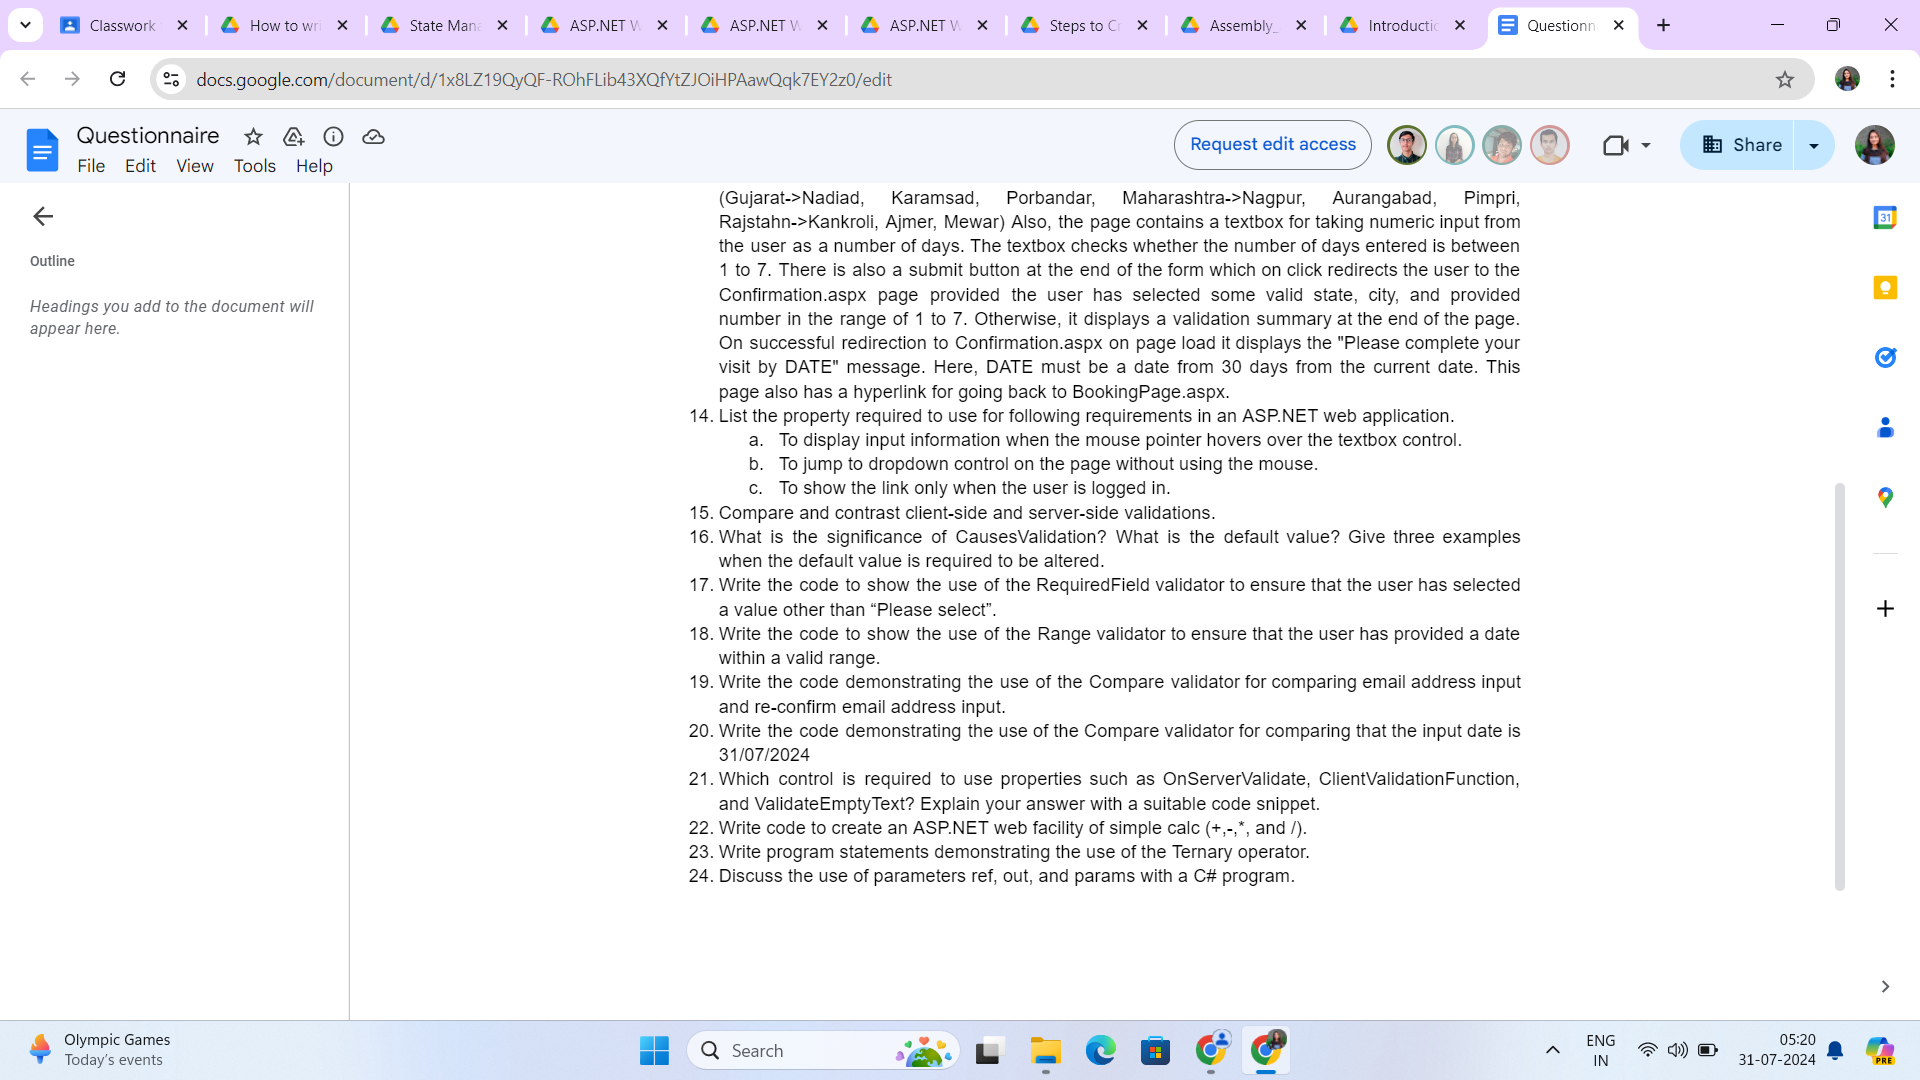 Classwork
How to wri
State Mana
ASP.NET W
ASP.NET W
ASP.NET W
Steps to Cr
Assembly_
Introductio
Questionn
docs.google.com/document/d/1x8LZ19QyQF-ROhFLib43XQfYtZJOiHPAawQqk7EY2z0/edit
Questionnaire
File Edit View Tools Help
Request edit access
Share
Outline
Headings you add to the document will
appear here.
(Gujarat->Nadiad, Karamsad, Porbandar, Maharashtra->Nagpur, Aurangabad, Pimpri,
Rajstahn->Kankroli, Ajmer, Mewar) Also, the page contains a textbox for taking numeric input from
the user as a number of days. The textbox checks whether the number of days entered is between
1 to 7. There is also a submit button at the end of the form which on click redirects the user to the
Confirmation.aspx page provided the user has selected some valid state, city, and provided
number in the range of 1 to 7. Otherwise, it displays a validation summary at the end of the page.
On successful redirection to Confirmation.aspx on page load it displays the "Please complete your
visit by DATE" message. Here, DATE must be a date from 30 days from the current date. This
page also has a hyperlink for going back to BookingPage.aspx.
14. List the property required to use for following requirements in an ASP.NET web application.
a. To display input information when the mouse pointer hovers over the textbox control.
b. To jump to dropdown control on the page without using the mouse.
c. To show the link only when the user is logged in.
15. Compare and contrast client-side and server-side validations.
16. What is the significance of CausesValidation? What is the default value? Give three examples
when the default value is required to be altered.
17. Write the code to show the use of the RequiredField validator to ensure that the user has selected
a value other than “Please select”.
18. Write the code to show the use of the Range validator to ensure that the user has provided a date
within a valid range.
19. Write the code demonstrating the use of the Compare validator for comparing email address input
and re-confirm email address input.
20. Write the code demonstrating the use of the Compare validator for comparing that the input date is
31/07/2024
21. Which control is required to use properties such as OnServerValidate, ClientValidationFunction,
and ValidateEmptyText? Explain your answer with a suitable code snippet.
22. Write code to create an ASP.NET web facility of simple calc (+,-,*, and /).
23. Write program statements demonstrating the use of the Ternary operator.
24. Discuss the use of parameters ref, out, and params with a C# program.
31
Olympic Games
Today's events
Search
PRE
ENG
IN
05:20
31-07-2024